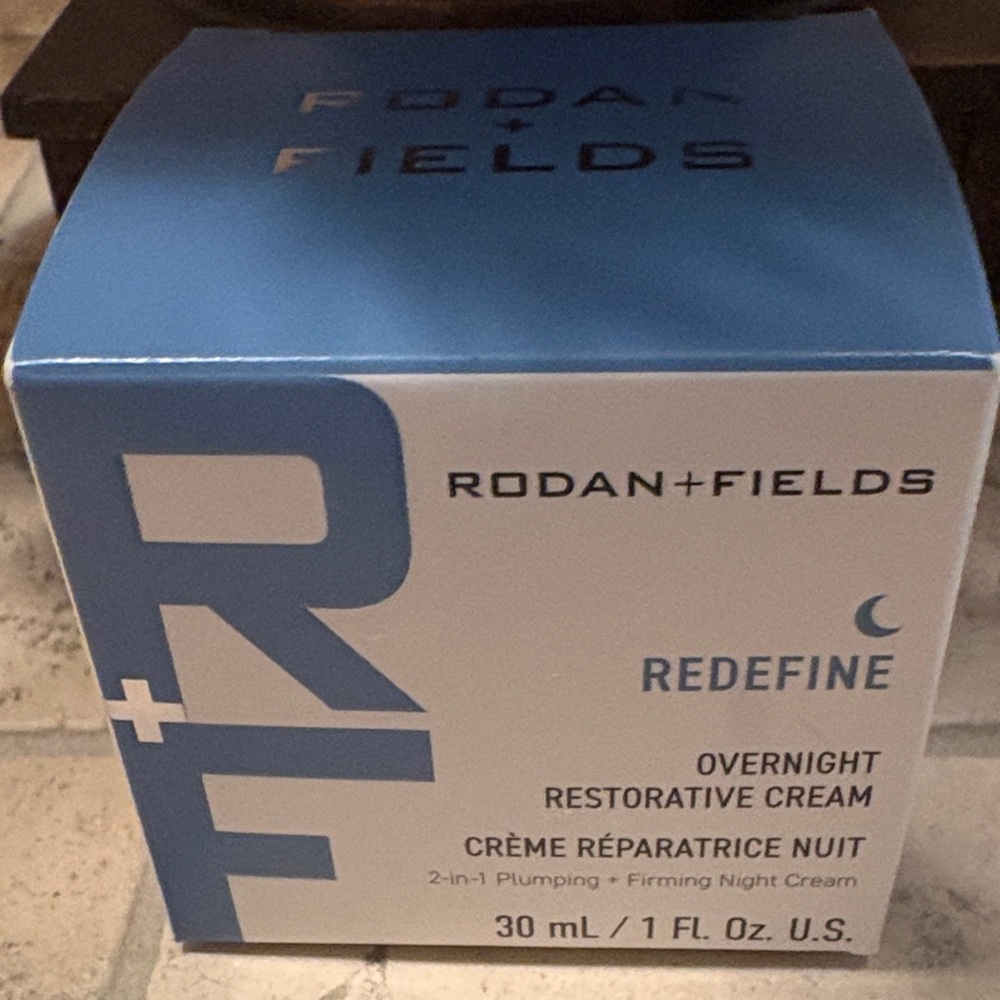 RODAN
+
FIELDS
R
+
F
RODAN+FIELDS
REDEFINE
OVERNIGHT
RESTORATIVE CREAM
CRÈME RÉPARATRICE NUIT
2-in-1 Plumping + Firming Night Cream
30 mL / 1 Fl. Oz. U.S.